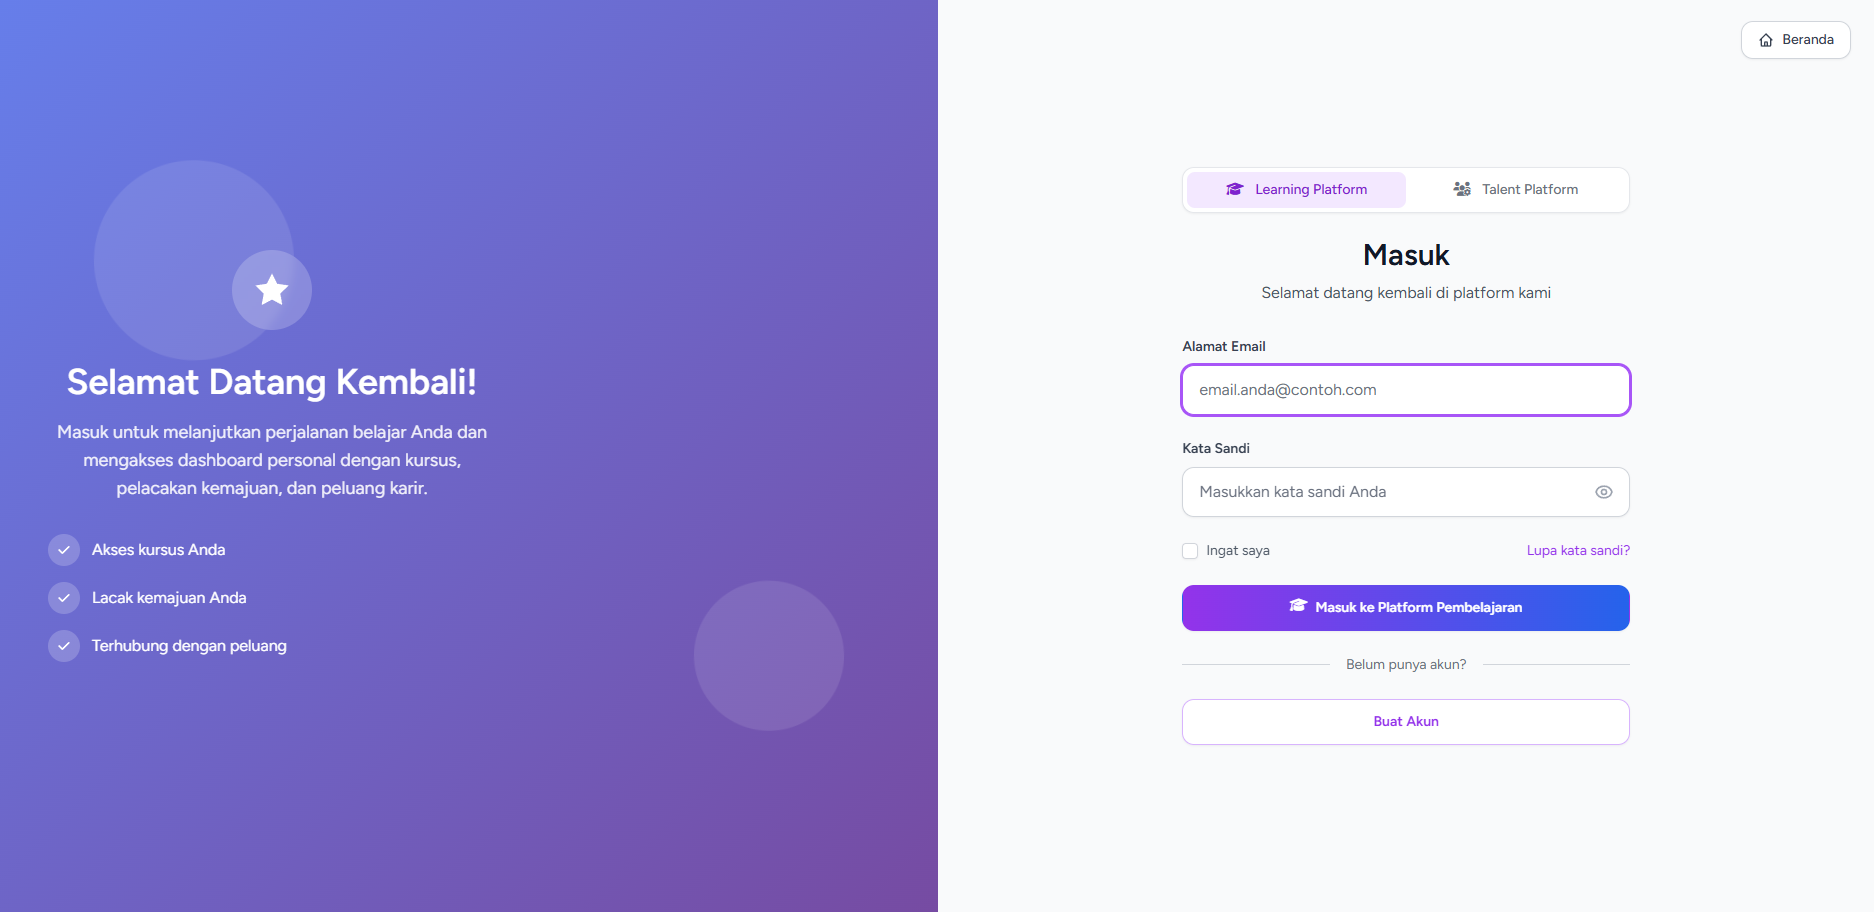 Beranda
Selamat Datang Kembali!
Masuk untuk melanjutkan perjalanan belajar Anda dan
mengakses dashboard personal dengan kursus,
pelacakan kemajuan, dan peluang karir.
Akses kursus Anda
Lacak kemajuan Anda
Terhubung dengan peluang
Learning Platform
Talent Platform
Masuk
Selamat datang kembali di platform kami
Alamat Email
email.anda@contoh.com
Kata Sandi
Masukkan kata sandi Anda
Ingat saya
Lupa kata sandi?
Masuk ke Platform Pembelajaran
Belum punya akun?
Buat Akun